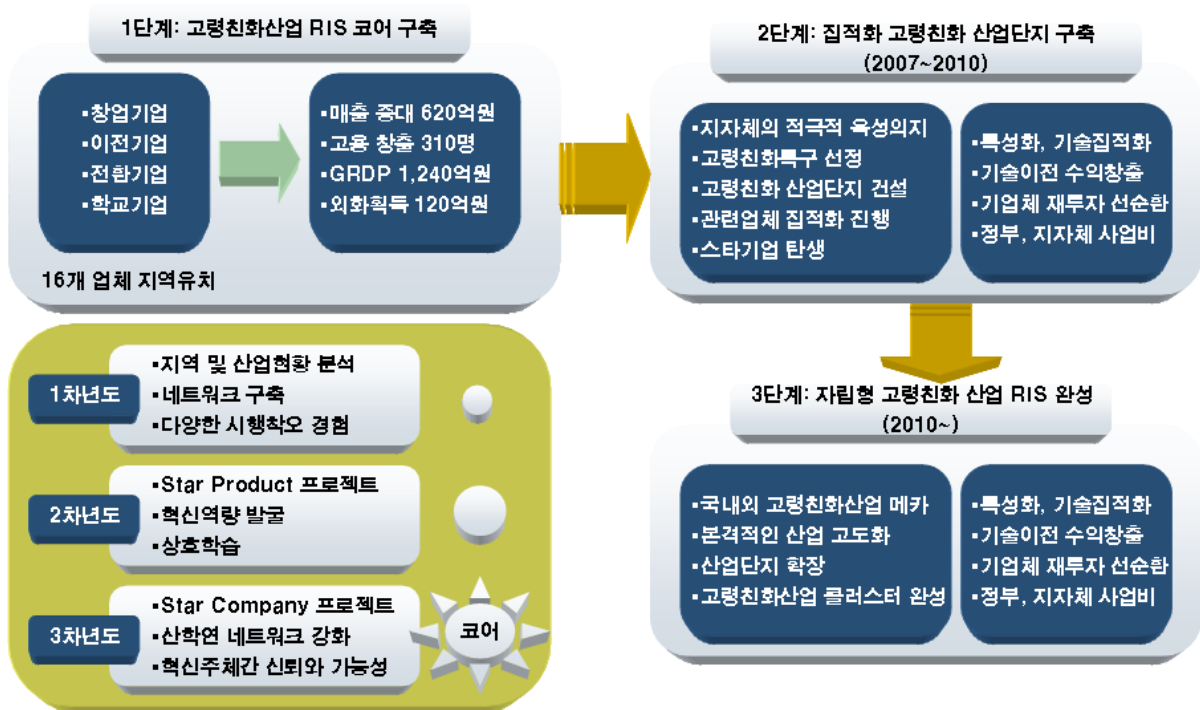 1단계: 고령친화산업 RIS 코어 구축
▪창업기업
▪이전기업
▪전환기업
▪학교기업
▪매출 증대 620억원
▪고용 창출 310명
▪GRDP 1,240억원
▪외화획득 120억원
16개 업체 지역유치
2단계: 집적화 고령친화 산업단지 구축
(2007~2010)
▪지자체의 적극적 육성의지
▪고령친화특구 선정
▪고령친화 산업단지 건설
▪관련업체 집적화 진행
▪스타기업 탄생
▪특성화, 기술집적화
▪기술이전 수익창출
▪기업체 재투자 선순환
▪정부, 지자체 사업비
1차년도
▪지역 및 산업현황 분석
▪네트워크 구축
▪다양한 시행착오 경험
2차년도
▪Star Product 프로젝트
▪혁신역량 발굴
▪상호학습
3차년도
▪Star Company 프로젝트
▪산학연 네트워크 강화
▪혁신주체간 신뢰와 가능성
코어
3단계: 자립형 고령친화 산업 RIS 완성
(2010~)
▪국내외 고령친화산업 메카
▪본격적인 산업 고도화
▪산업단지 확장
▪고령친화산업 클러스터 완성
▪특성화, 기술집적화
▪기술이전 수익창출
▪기업체 재투자 선순환
▪정부, 지자체 사업비